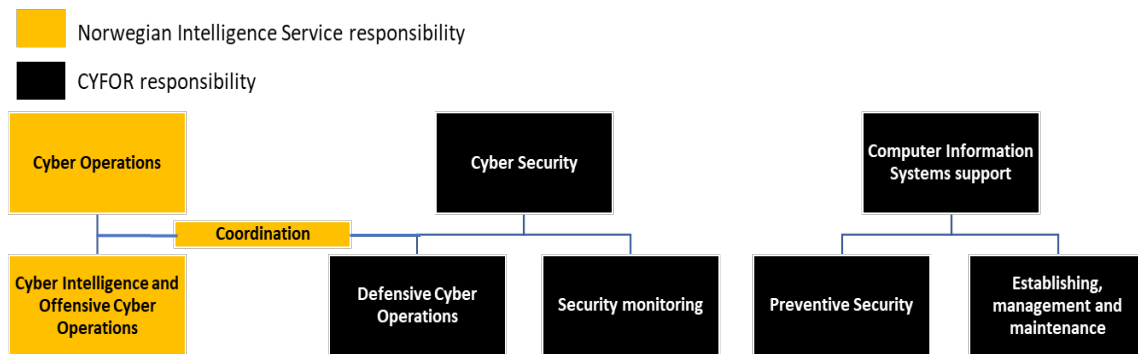 Norwegian Intelligence Service responsibility
CYFOR responsibility
Cyber Operations
Cyber Security
Computer Information
Systems support
Coordination
Cyber Intelligence and
Offensive Cyber
Operations
Defensive Cyber
Operations
Security monitoring
Preventive Security
Establishing,
management and
maintenance